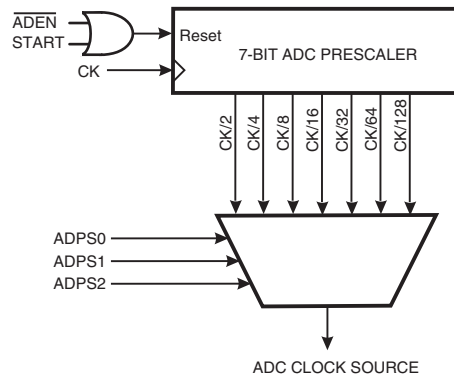 ADEN
START
Reset
7-BIT ADC PRESCALER
CK
CK/2
CK/4
CK/8
CK/16
CK/32
CK/64
CK/128
ADPS0
ADPS1
ADPS2
ADC CLOCK SOURCE